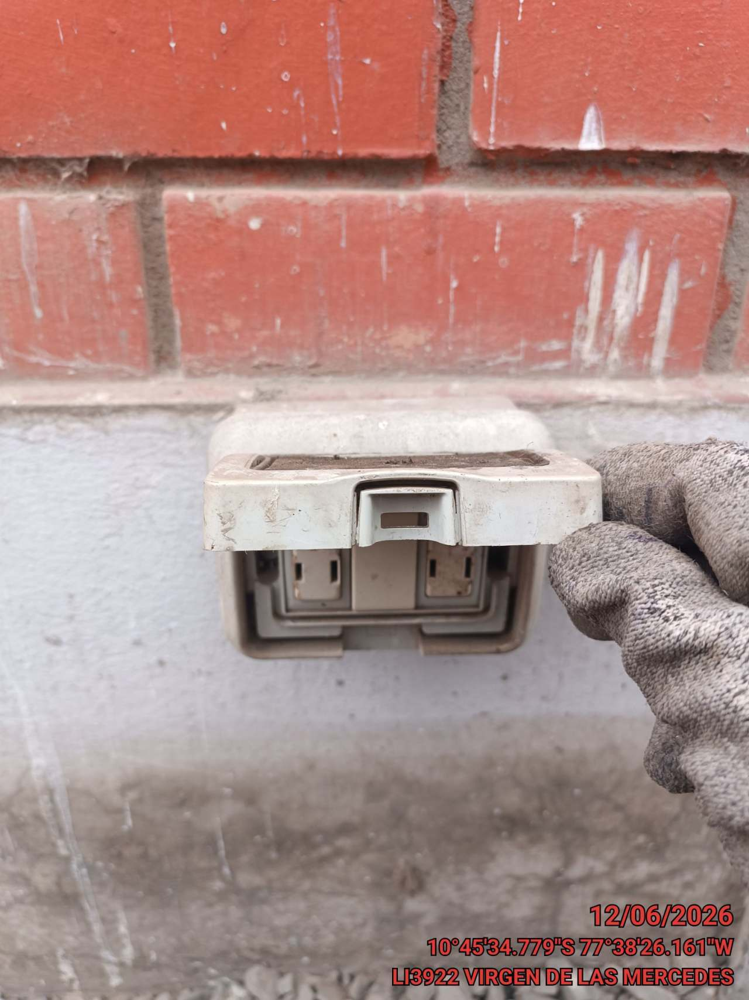 12/06/2026
10°45'34.779"S 77°38'26.161"W
LI3922 VIRGEN DE LAS MERCEDES